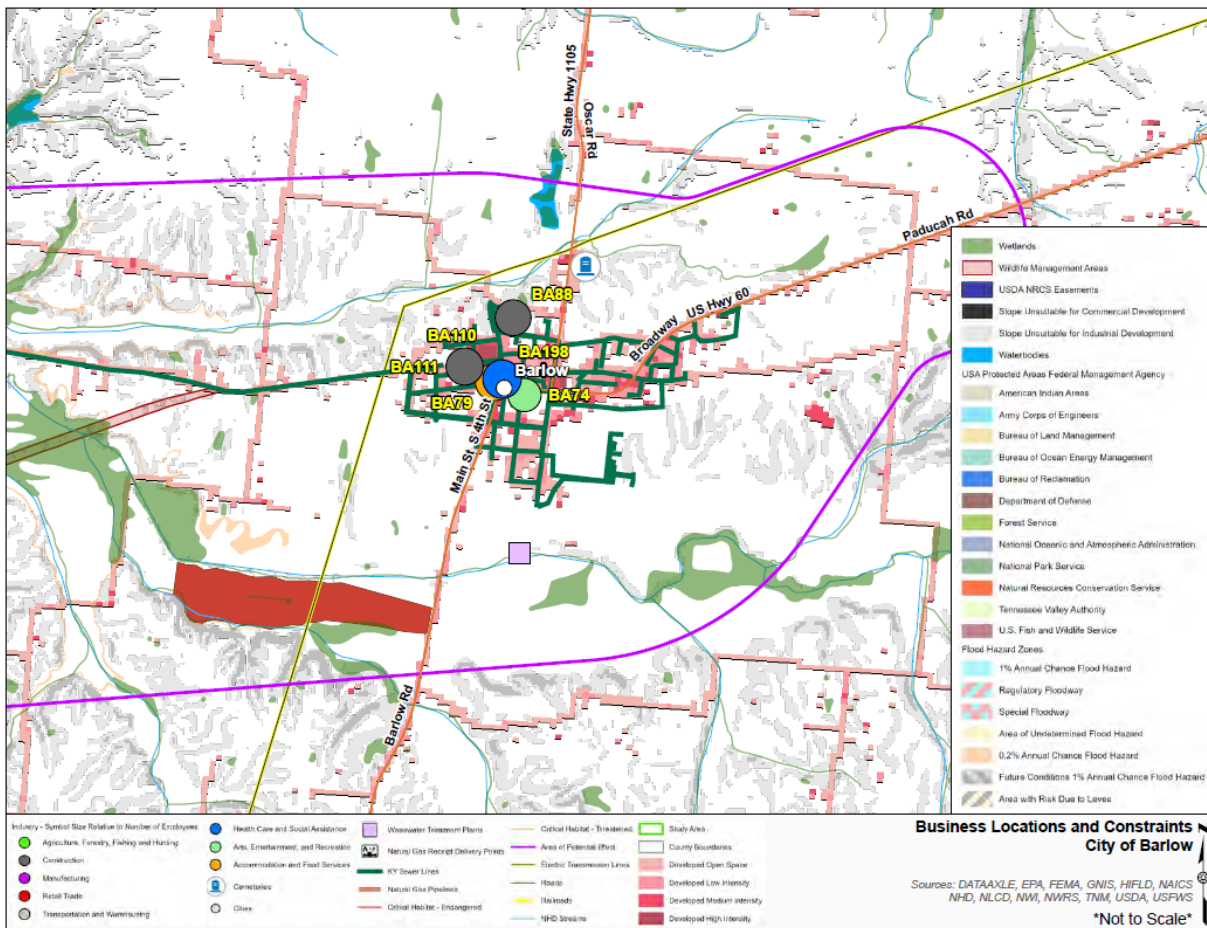 State Hwy 1105
Oscar Rd
Paducah Rd
US Hwy 60
Broadway
BA88
BA110
BA198
Barlow
BA111
BA79
BA74
Main St
S 4th St
Barlow Rd
Wetlands
Wildlife Management Areas
USDA NRCS Easements
Slope Unsuitable for Commercial Development
Slope Unsuitable for Industrial Development
Waterbodies
USA Protected Areas Federal Management Agency
American Indian Areas
Army Corps of Engineers
Bureau of Land Management
Bureau of Ocean Energy Management
Bureau of Reclamation
Department of Defense
Forest Service
National Oceanic and Atmospheric Administration
National Park Service
Natural Resources Conservation Service
Tennessee Valley Authority
U.S. Fish and Wildlife Service
Flood Hazard Zones
1% Annual Chance Flood Hazard
Regulatory Floodway
Special Floodway
Area of Undetermined Flood Hazard
0.2% Annual Chance Flood Hazard
Future Conditions 1% Annual Chance Flood Hazard
Area with Risk Due to Levee
Industry - Symbol Size Relative to Number of Employees
Agriculture, Forestry, Fishing and Hunting
Construction
Manufacturing
Retail Trade
Transportation and Warehousing
Health Care and Social Assistance
Arts, Entertainment, and Recreation
Accommodation and Food Services
Cemeteries
Cities
Wastewater Treatment Plants
Natural Gas Receipt Delivery Points
KY Sewer Lines
Natural Gas Pipelines
Critical Habitat - Endangered
Critical Habitat - Threatened
Area of Potential Effect
Electric Transmission Lines
Roads
Railroads
NHD Streams
Study Area
County Boundaries
Developed Open Space
Developed Low Intensity
Developed Medium Intensity
Developed High Intensity
Business Locations and Constraints
City of Barlow
Sources: DATAAXLE, EPA, FEMA, GNIS, HIFLD, NAICS
NHD, NLCD, NWI, NWRS, TNM, USDA, USFWS
*Not to Scale*